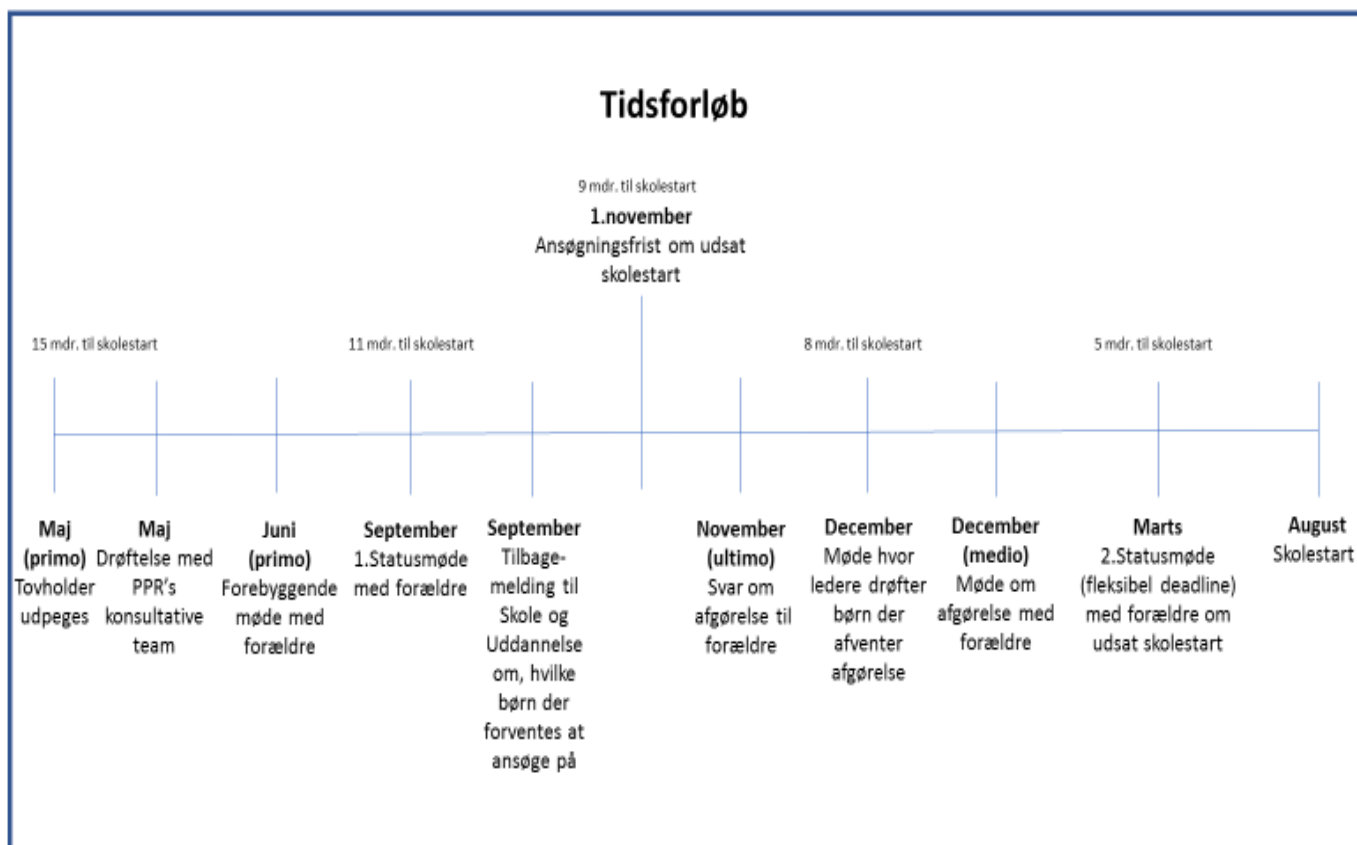 Tidsforløb
9 mdr. til skolestart
1.november
Ansøgningsfrist om udsat
skolestart
15 mdr. til skolestart
11 mdr. til skolestart
8 mdr. til skolestart
5 mdr. til skolestart
Maj
(primo)
Tovholder
udpeges
Maj
Drøftelse med
PPR's
konsultative
team
Juni
(primo)
Forebyggende
møde med
forældre
September
1.Statusmøde
med forældre
September
Tilbage-
melding til
Skole og
Uddannelse
om, hvilke
børn der
forventes at
ansøge på
November
(ultimo)
Svar om
afgørelse til
forældre
December
Møde hvor
ledere drøfter
børn der
afventer
afgørelse
December
(medio)
Møde om
afgørelse med
forældre
Marts
2.Statusmøde
(fleksibel deadline)
med forældre om
udsat skolestart
August
Skolestart